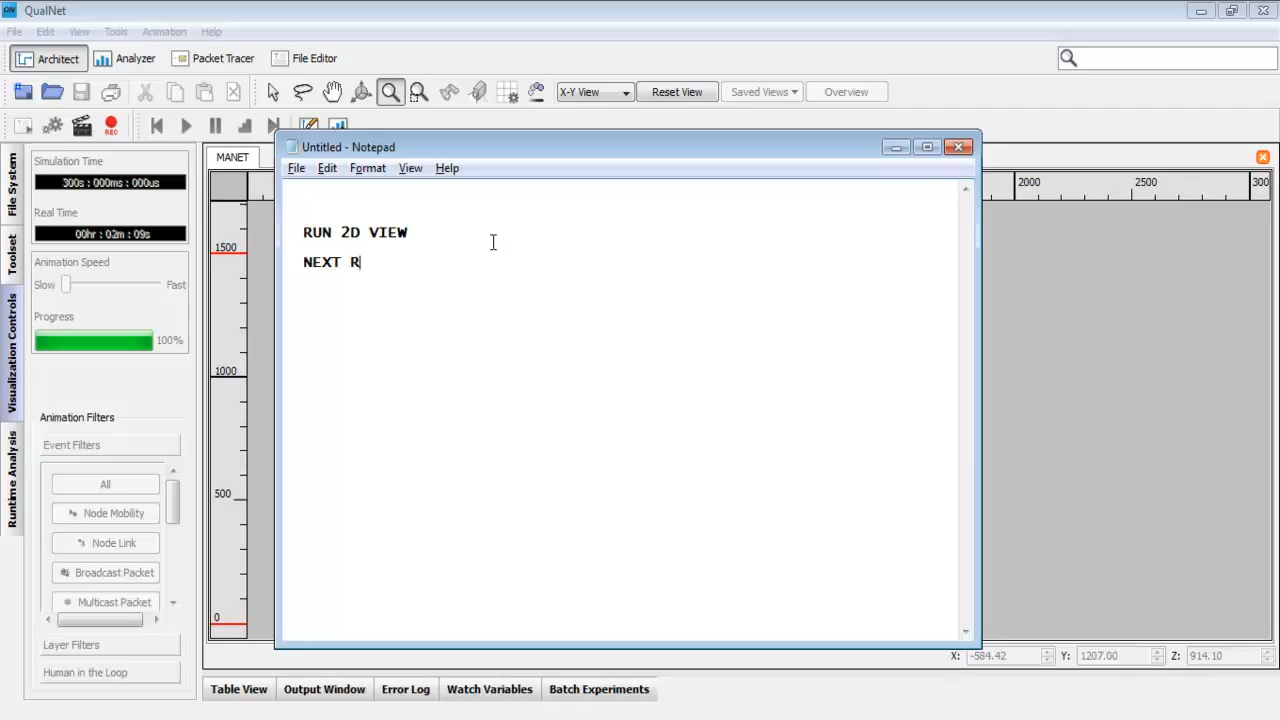 QN QualNet
File Edit View Tools Animation Help
Architect Analyzer Packet Tracer File Editor
X-Y View Reset View Saved Views Overview
REC
File System
Toolset
Visualization Controls
Runtime Analysis
Simulation Time
300s : 000ms : 000us
Real Time
00hr : 02m : 09s
Animation Speed
Slow Fast
Progress
100%
Animation Filters
Event Filters
All
Node Mobility
Node Link
Broadcast Packet
Multicast Packet
Layer Filters
Human in the Loop
MANET
2000 2500 300
1500
1000
500
0
Untitled - Notepad
File Edit Format View Help
RUN 2D VIEW
NEXT R
X: -584.42 Y: 1207.00 Z: 914.10
Table View Output Window Error Log Watch Variables Batch Experiments